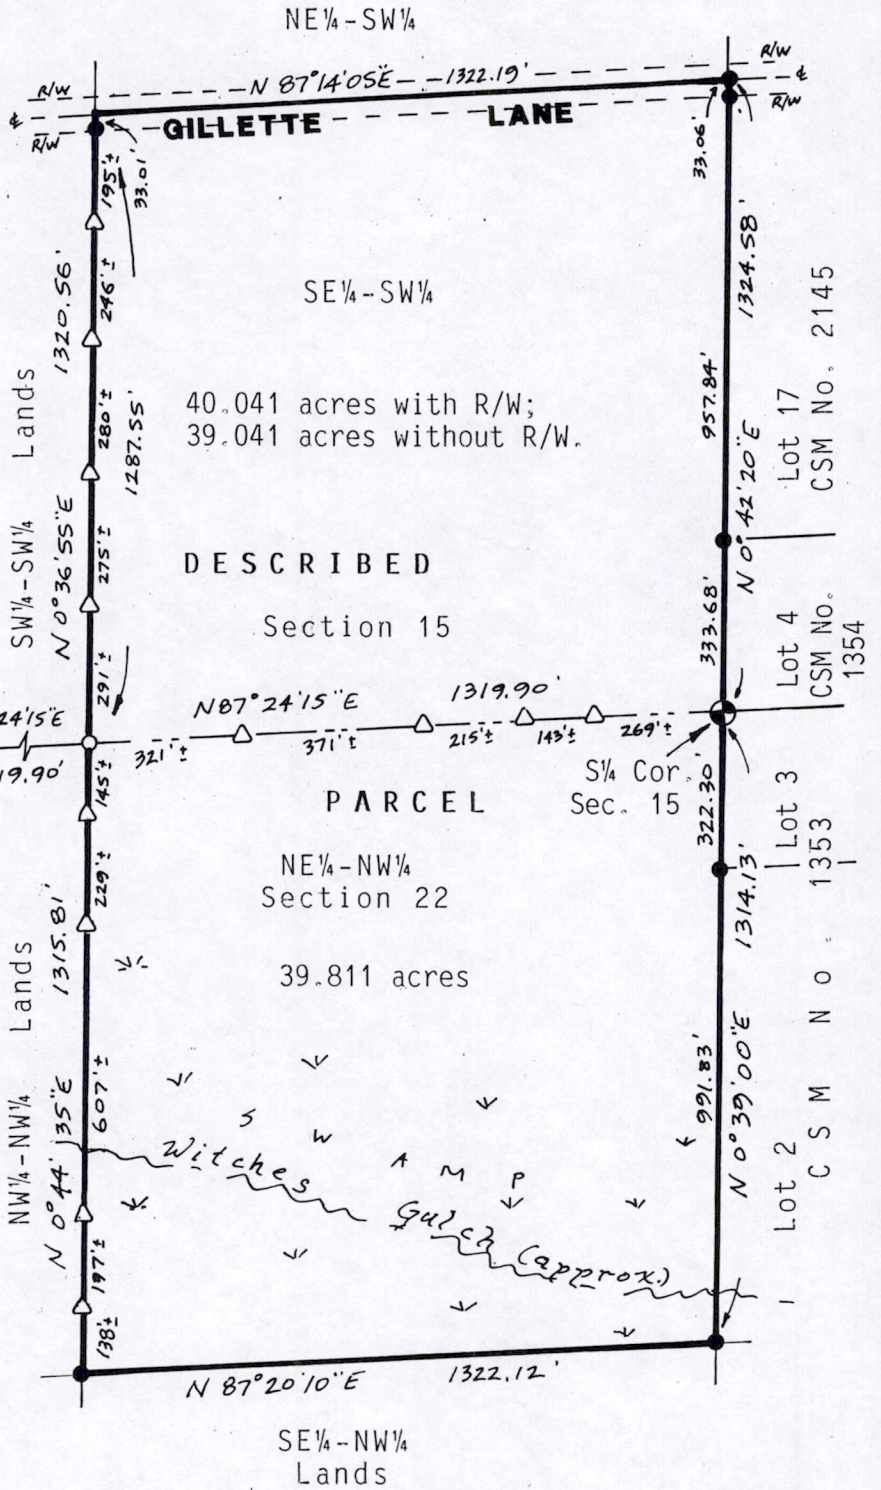 NE¼-SW¼
R/W
R/W
N 87°14'05"E
1322.19'
℄
℄
R/W
R/W
GILLETTE LANE
195'±
33.01'
33.06'
246'±
1320.56'
1324.58'
SE¼-SW¼
40.041 acres with R/W;
39.041 acres without R/W.
280'±
1287.55'
957.84'
Lot 17
CSM No. 2145
SW¼-SW¼ Lands
N 0°36'55"E
275'±
N 0°42'20"E
DESCRIBED
Section 15
291'±
333.68'
Lot 4
CSM No.
1354
24'15"E
19.90'
N87°24'15"E
1319.90'
321'±
371'±
215'±
143'±
269'±
S¼ Cor.
Sec. 15
145'±
322.30'
Lot 3
PARCEL
NE¼-NW¼
Section 22
39.811 acres
229'±
1315.81'
1314.13'
CSM No. 1353
NW¼-NW¼ Lands
N 0°44'35"E
607'±
991.83'
N 0°39'00"E
SWAMP
Witches Gulch (approx.)
Lot 2
197'±
138'±
N 87°20'10"E
1322.12'
SE¼-NW¼
Lands